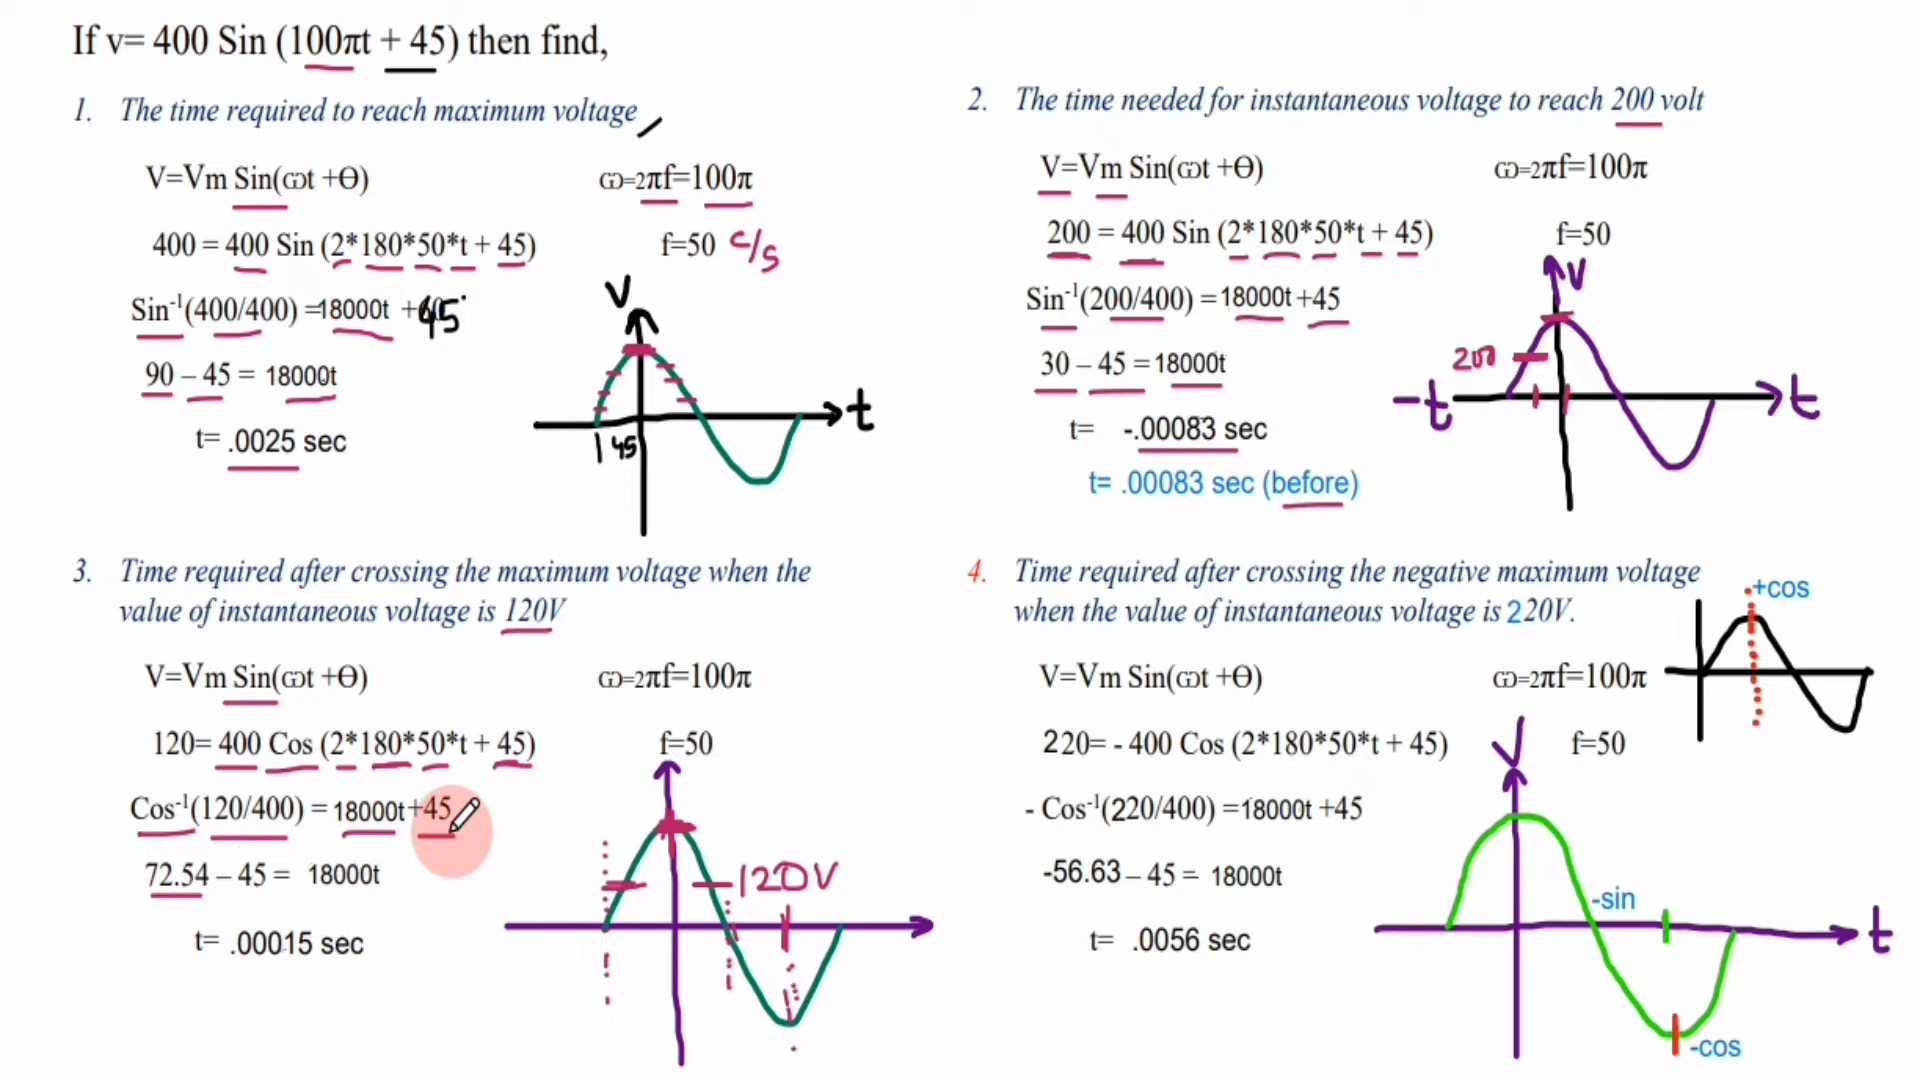 If v= 400 Sin (100πt + 45) then find,
1. The time required to reach maximum voltage
V=Vm Sin(ωt +Θ)
ω=2πf=100π
400 = 400 Sin (2*180*50*t + 45)
f=50 c/s
Sin-1(400/400) =18000t +45°
90 – 45 = 18000t
t= .0025 sec
V
t
45
2. The time needed for instantaneous voltage to reach 200 volt
V=Vm Sin(ωt +Θ)
ω=2πf=100π
200 = 400 Sin (2*180*50*t + 45)
f=50
Sin-1(200/400) =18000t +45
30 – 45 = 18000t
t= -.00083 sec
t= .00083 sec (before)
V
200
-t
t
3. Time required after crossing the maximum voltage when the
value of instantaneous voltage is 120V
V=Vm Sin(ωt +Θ)
ω=2πf=100π
120= 400 Cos (2*180*50*t + 45)
f=50
Cos-1(120/400) = 18000t+45
72.54 – 45 = 18000t
t= .00015 sec
120V
4. Time required after crossing the negative maximum voltage
when the value of instantaneous voltage is 220V.
+cos
V=Vm Sin(ωt +Θ)
ω=2πf=100π
220= - 400 Cos (2*180*50*t + 45)
f=50
- Cos-1(220/400) =18000t +45
-56.63 – 45 = 18000t
t= .0056 sec
V
-sin
t
-cos